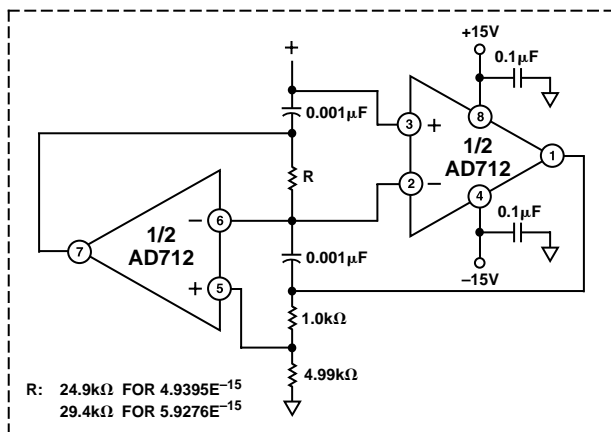 +15V
0.1µF
+
0.001µF
3
+
8
1/2
AD712
1
R
2
−
4
−
6
0.1µF
1/2
AD712
7
0.001µF
+
5
−15V
1.0kΩ
4.99kΩ
R: 24.9kΩ FOR 4.9395E−15
29.4kΩ FOR 5.9276E−15